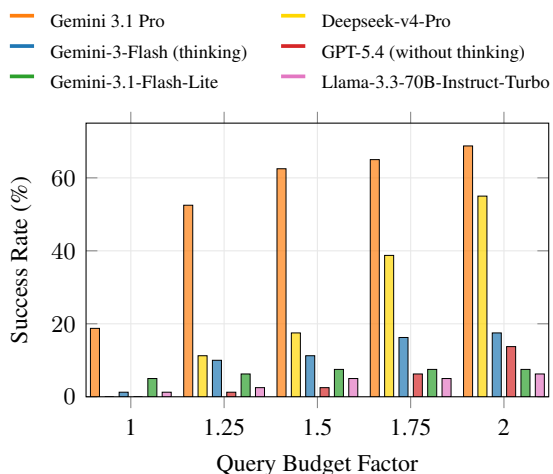 Gemini 3.1 Pro
Deepseek-v4-Pro
Gemini-3-Flash (thinking)
GPT-5.4 (without thinking)
Gemini-3.1-Flash-Lite
Llama-3.3-70B-Instruct-Turbo
Success Rate (%)
60
40
20
0
1 1.25 1.5 1.75 2
Query Budget Factor